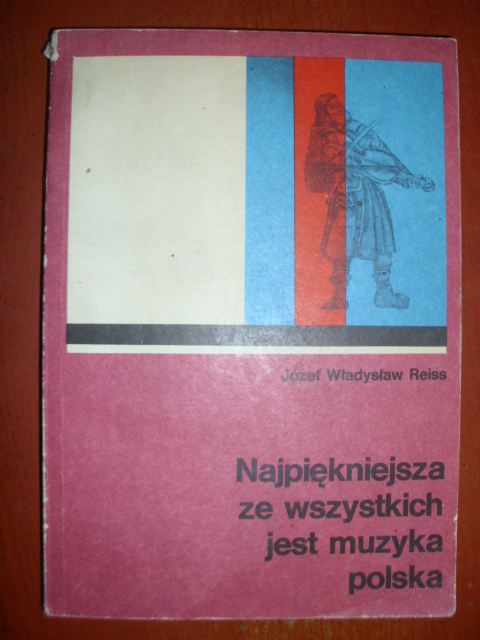 Józef Władysław Reiss
Najpiękniejsza
ze wszystkich
jest muzyka
polska